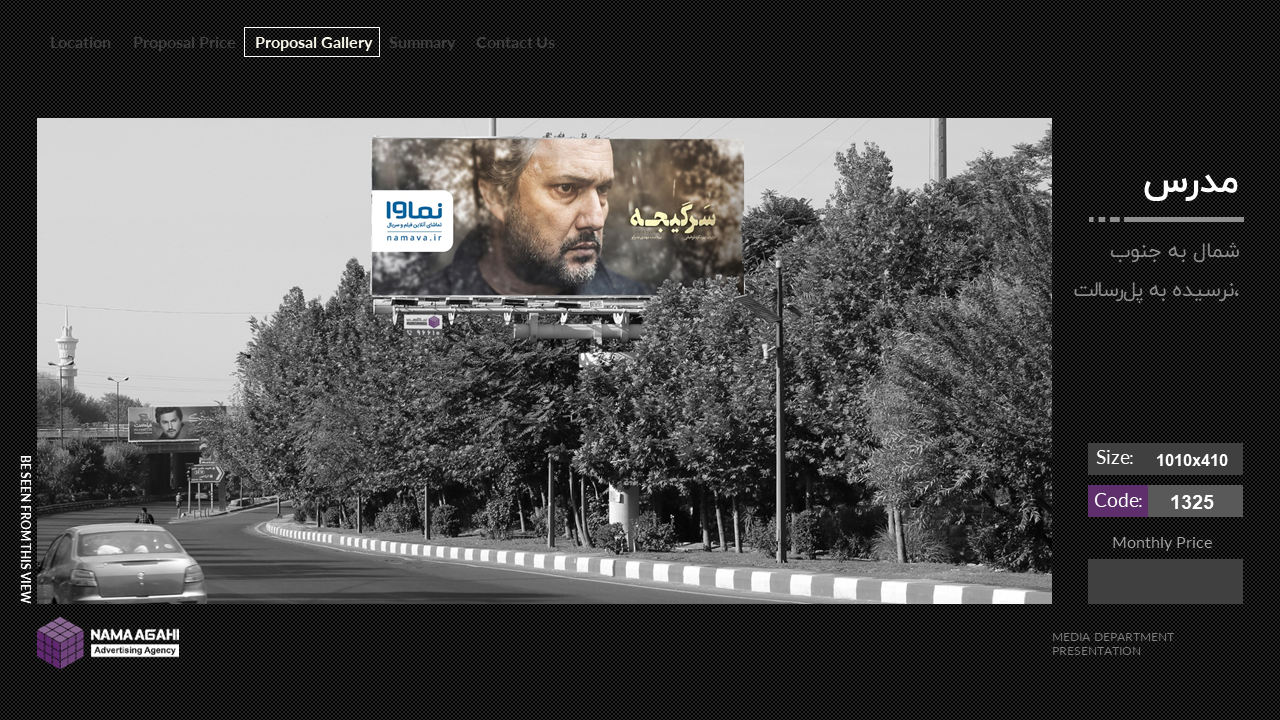 Location
Proposal Price
Proposal Gallery
Summary
Contact Us
مدرس
شمال به جنوب
نرسیده به پل رسالت
نماوا
تماشای آنلاین فیلم و سریال
namava.ir
سَرگیجه
Size: 1010x410
Code: 1325
Monthly Price
BE SEEN FROM THIS VIEW
NAMA AGAHI
Advertising Agency
MEDIA DEPARTMENT
PRESENTATION